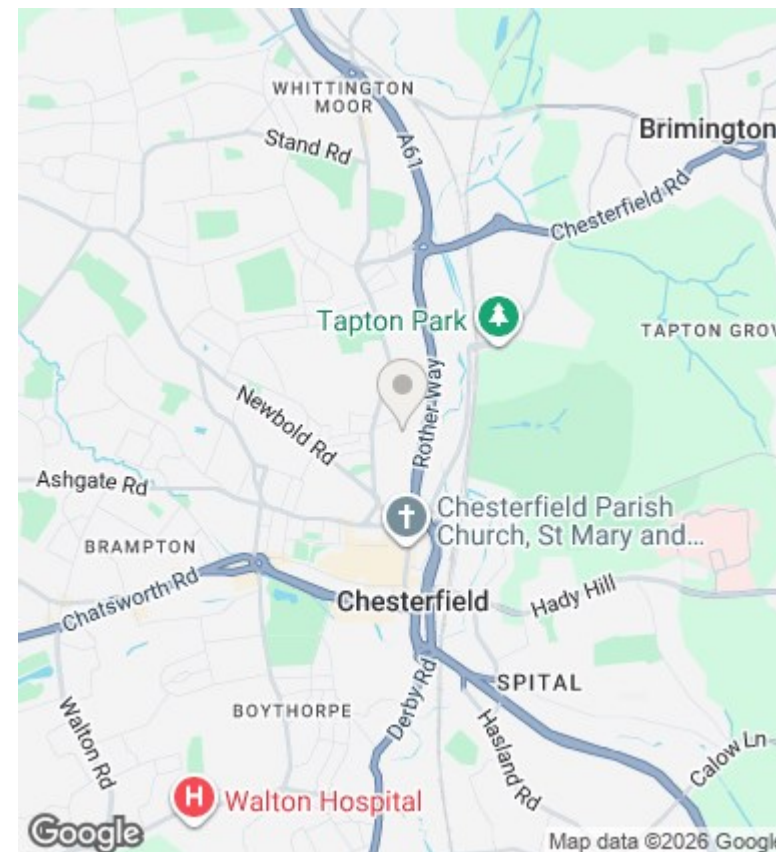 WHITTINGTON
MOOR
Stand Rd
A61
Brimington
Chesterfield Rd
Tapton Park
TAPTON GROV
Newbold Rd
Rother Way
Ashgate Rd
Chesterfield Parish
Church, St Mary and...
BRAMPTON
Chatsworth Rd
Chesterfield
Hady Hill
SPITAL
BOYTHORPE
Derby Rd
Walton Rd
Hasland Rd
Calow Ln
H
Walton Hospital
Google
Map data ©2026 Google